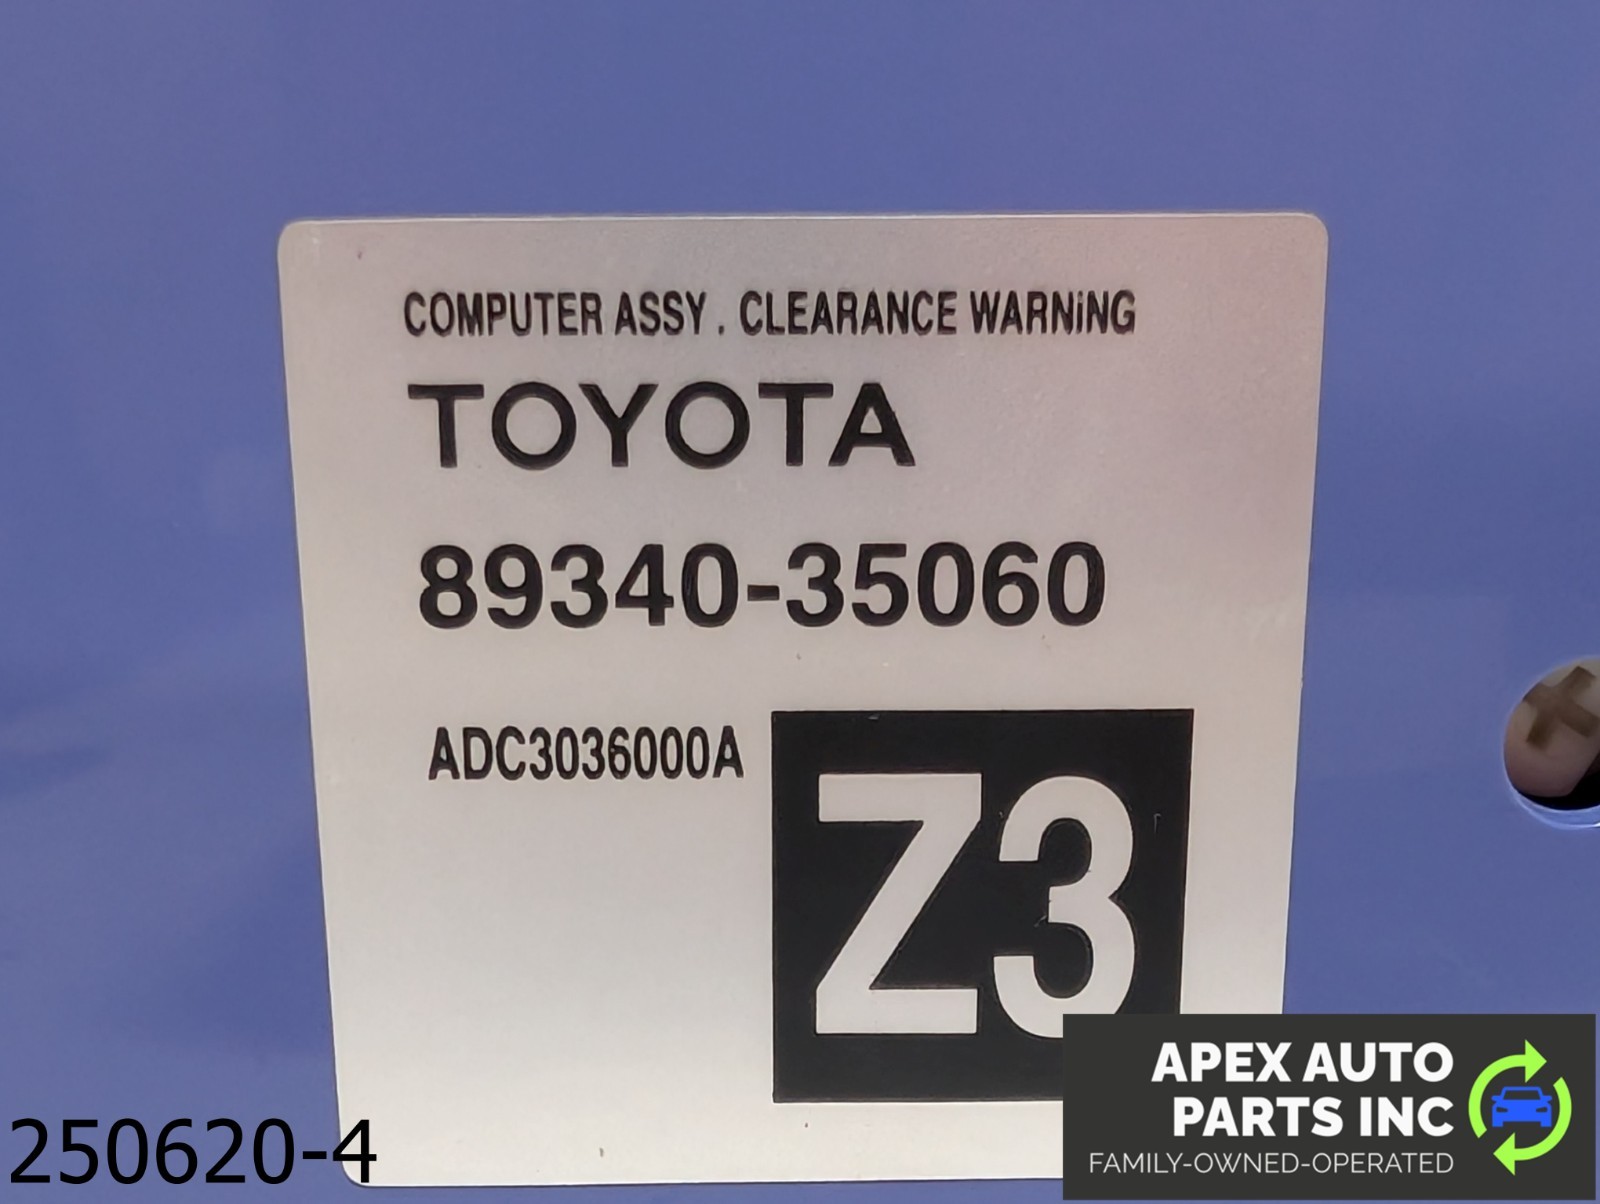 COMPUTER ASSY . CLEARANCE WARNiNG
TOYOTA
89340-35060
ADC3036000A
Z3
250620-4
APEX AUTO
PARTS INC
FAMILY-OWNED-OPERATED